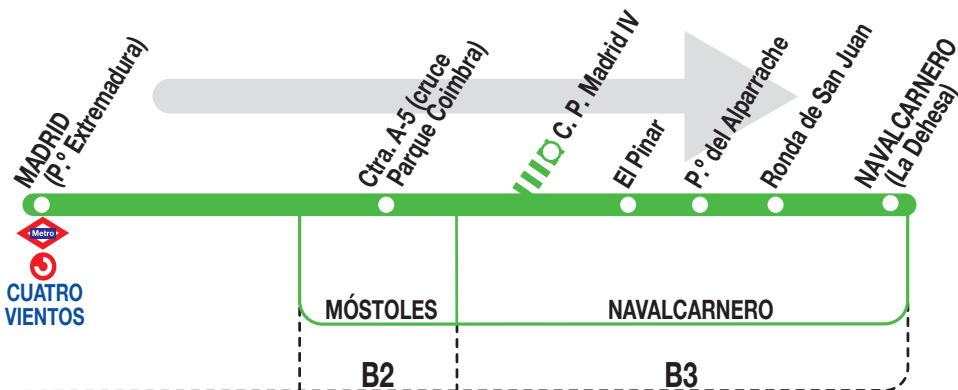 MADRID
(P.º Extremadura)
Ctra. A-5 (cruce
Parque Coimbra)
C. P. Madrid IV
El Pinar
P.º del Alparrache
Ronda de San Juan
NAVALCARNERO
(La Dehesa)
Metro
CUATRO
VIENTOS
MÓSTOLES
NAVALCARNERO
B2
B3